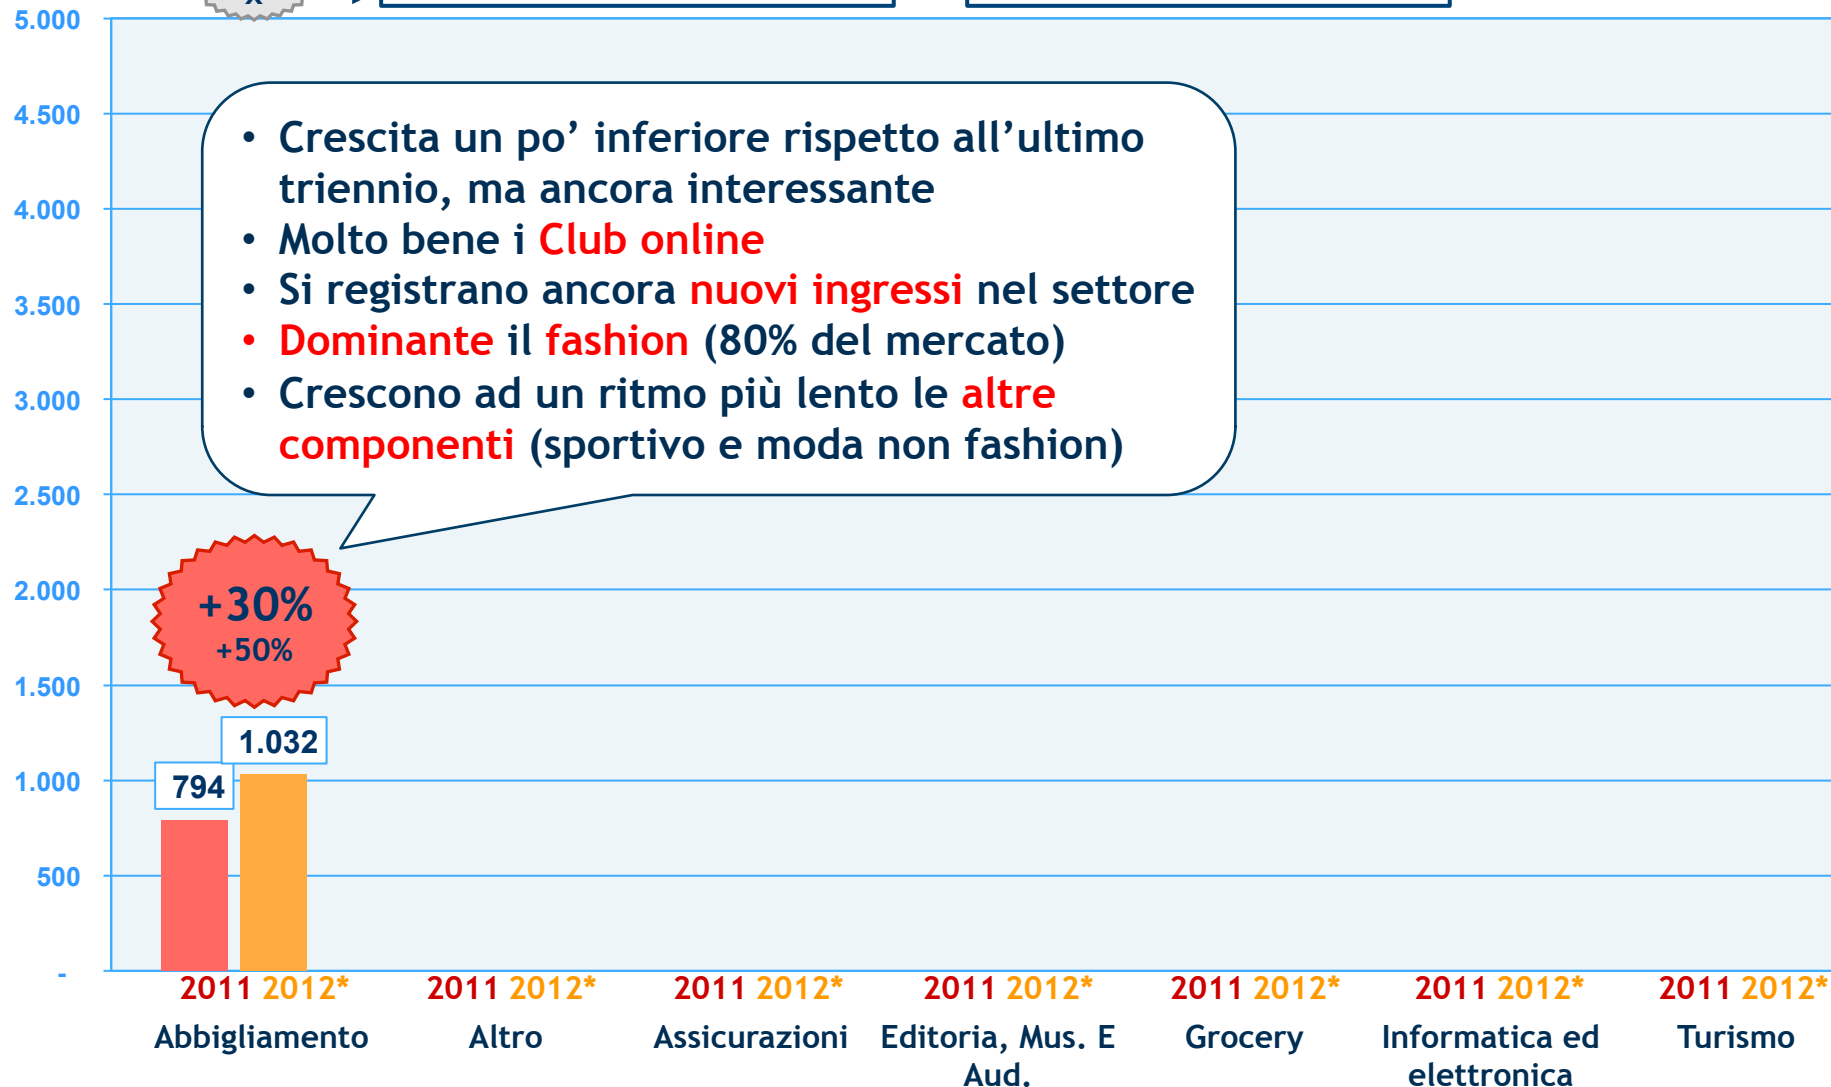 x
5.000
4.500
4.000
3.500
3.000
2.500
2.000
1.500
1.000
500
-
• Crescita un po’ inferiore rispetto all’ultimo
triennio, ma ancora interessante
• Molto bene i Club online
• Si registrano ancora nuovi ingressi nel settore
• Dominante il fashion (80% del mercato)
• Crescono ad un ritmo più lento le altre
componenti (sportivo e moda non fashion)
+30%
+50%
1.032
794
2011 2012* 2011 2012* 2011 2012* 2011 2012* 2011 2012* 2011 2012* 2011 2012*
Abbigliamento Altro Assicurazioni Editoria, Mus. E Grocery Informatica ed Turismo
Aud. elettronica